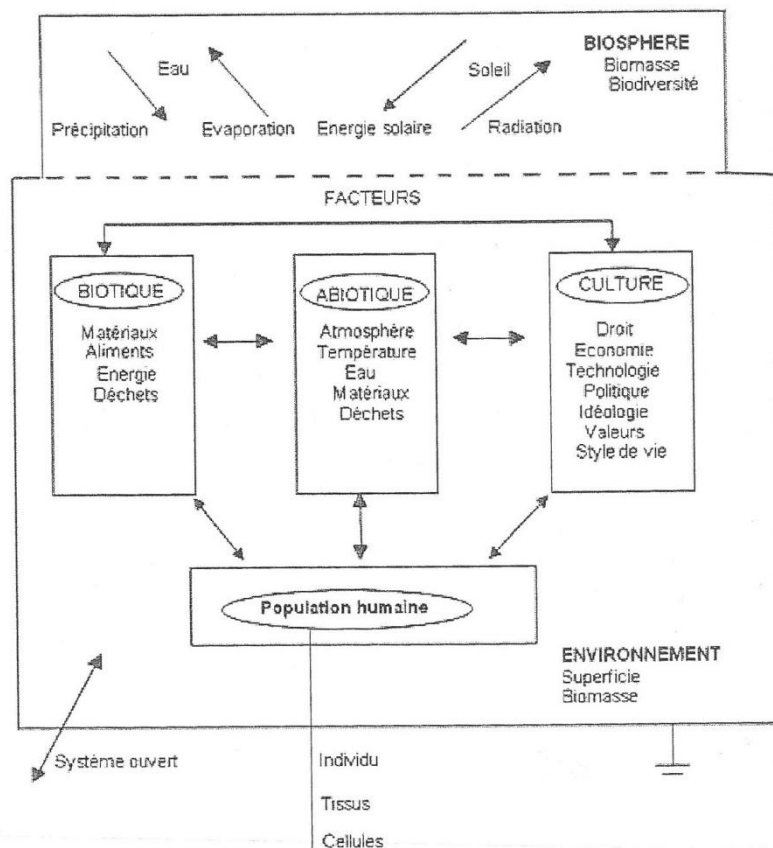 BIOSPHERE
Biomasse
Biodiversité
Eau
Soleil
Précipitation
Evaporation
Energie solaire
Radiation
FACTEURS
BIOTIQUE
Matériaux
Aliments
Energie
Déchets
ABIOTIQUE
Atmosphère
Température
Eau
Matériaux
Déchets
CULTURE
Droit
Economie
Technologie
Politique
Idéologie
Valeurs
Style de vie
Population humaine
ENVIRONNEMENT
Superficie
Biomasse
Système ouvert
Individu
Tissus
Cellules